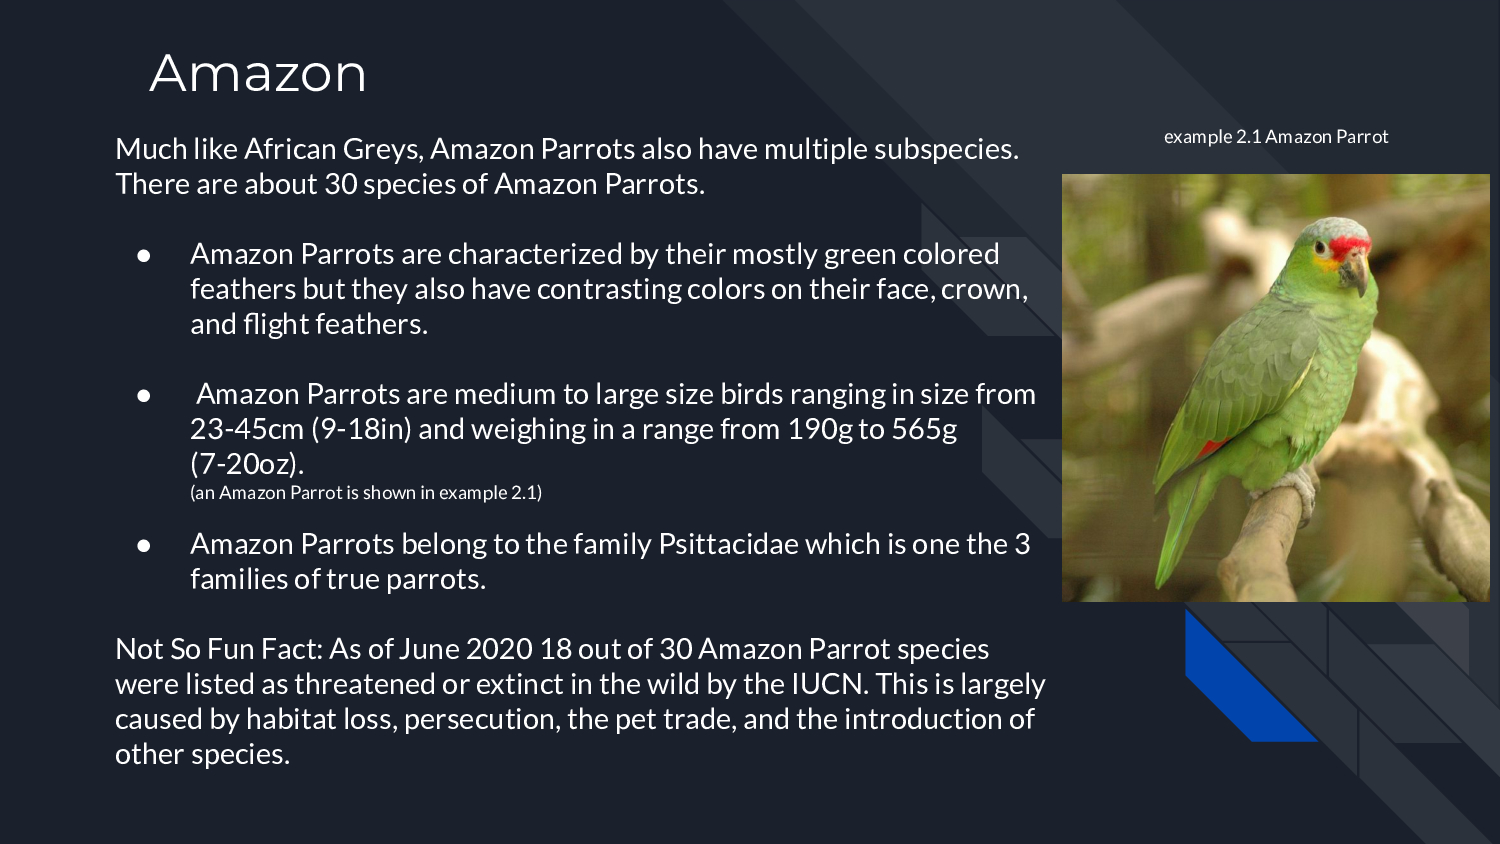 Amazon
Much like African Greys, Amazon Parrots also have multiple subspecies.
There are about 30 species of Amazon Parrots.
● Amazon Parrots are characterized by their mostly green colored
feathers but they also have contrasting colors on their face, crown,
and flight feathers.
● Amazon Parrots are medium to large size birds ranging in size from
23-45cm (9-18in) and weighing in a range from 190g to 565g
(7-20oz).
(an Amazon Parrot is shown in example 2.1)
● Amazon Parrots belong to the family Psittacidae which is one the 3
families of true parrots.
Not So Fun Fact: As of June 2020 18 out of 30 Amazon Parrot species
were listed as threatened or extinct in the wild by the IUCN. This is largely
caused by habitat loss, persecution, the pet trade, and the introduction of
other species.
example 2.1 Amazon Parrot